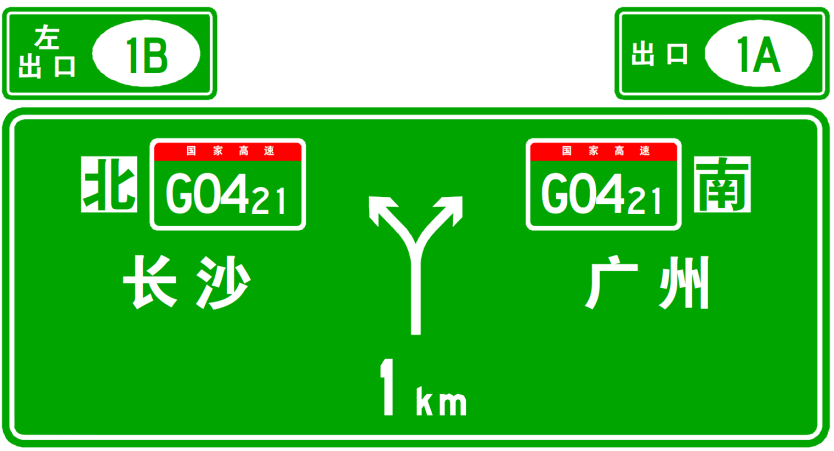 左
出口 1B
出口 1A
国家高速
北 G0421
国家高速
G0421 南
长沙
广州
1 km